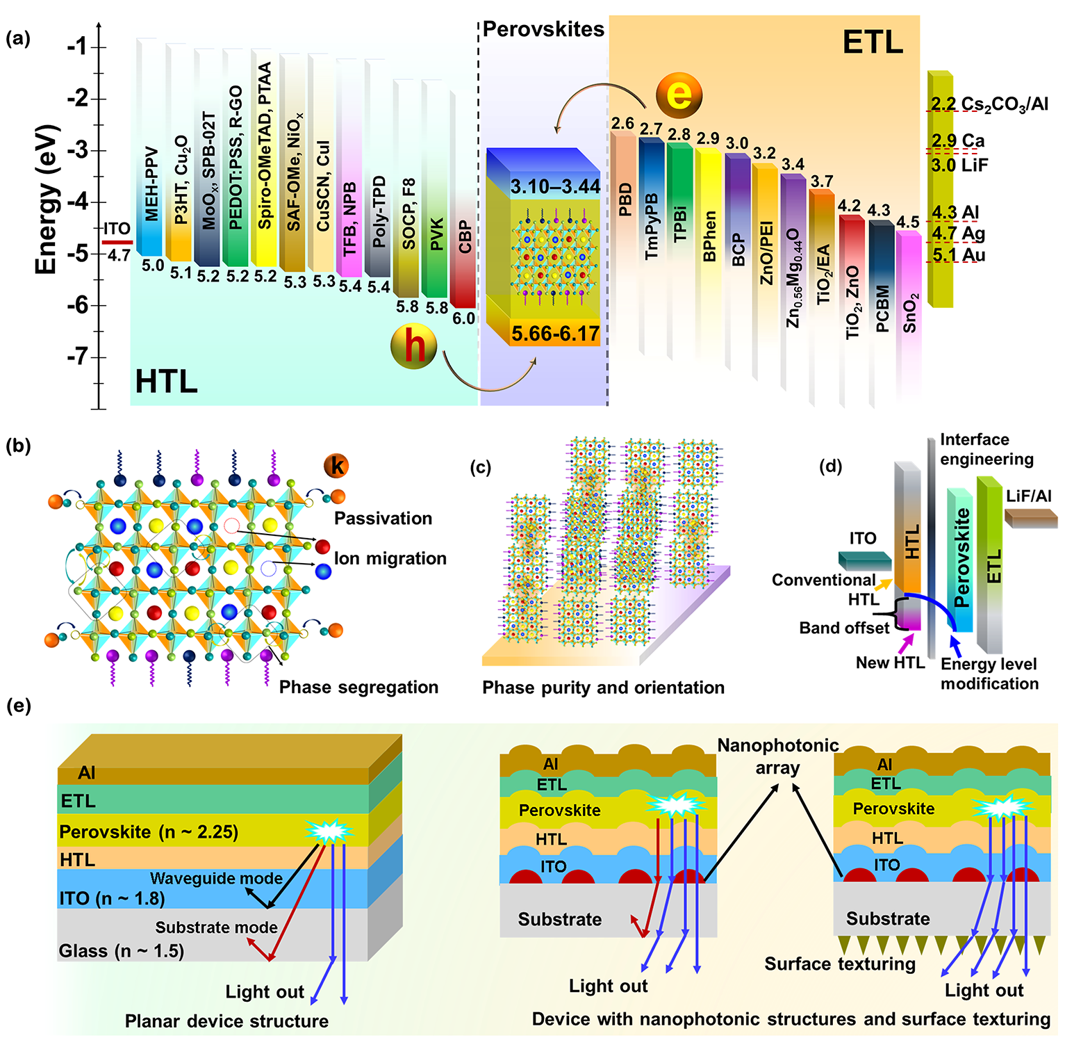 (a)
Energy (eV)
-1
-2
-3
-4
-5
-6
-7
ITO
4.7
MEH-PPV
5.0
P3HT, Cu₂O
5.1
MoOₓ, SPB-02T
5.2
PEDOT:PSS, R-GO
5.2
Spiro-OMeTAD, PTAA
5.2
SAF-OMe, NiOₓ
5.3
CuSCN, CuI
5.3
TFB, NPB
5.4
Poly-TPD
5.4
SOCP, F8
5.8
PVK
5.8
CBP
6.0
HTL
h
Perovskites
3.10–3.44
5.66-6.17
e
ETL
2.6
PBD
2.7
TmPyPB
2.8
TPBi
2.9
BPhen
3.0
BCP
3.2
ZnO/PEI
3.4
Zn₀.₅₆Mg₀.₄₄O
3.7
TiO₂/EA
4.2
TiO₂, ZnO
4.3
PCBM
4.5
SnO₂
2.2 Cs₂CO₃/Al
2.9 Ca
3.0 LiF
4.3 Al
4.7 Ag
5.1 Au
(b)
k
Passivation
Ion migration
Phase segregation
(c)
Phase purity and orientation
(d)
Interface
engineering
ITO
HTL
Perovskite
ETL
LiF/Al
Conventional
HTL
Band offset
New HTL
Energy level
modification
(e)
Al
ETL
Perovskite (n ~ 2.25)
HTL
Waveguide mode
ITO (n ~ 1.8)
Substrate mode
Glass (n ~ 1.5)
Light out
Planar device structure
Al
ETL
Perovskite
HTL
ITO
Substrate
Light out
Nanophotonic
array
Al
ETL
Perovskite
HTL
ITO
Substrate
Surface texturing
Light out
Device with nanophotonic structures and surface texturing